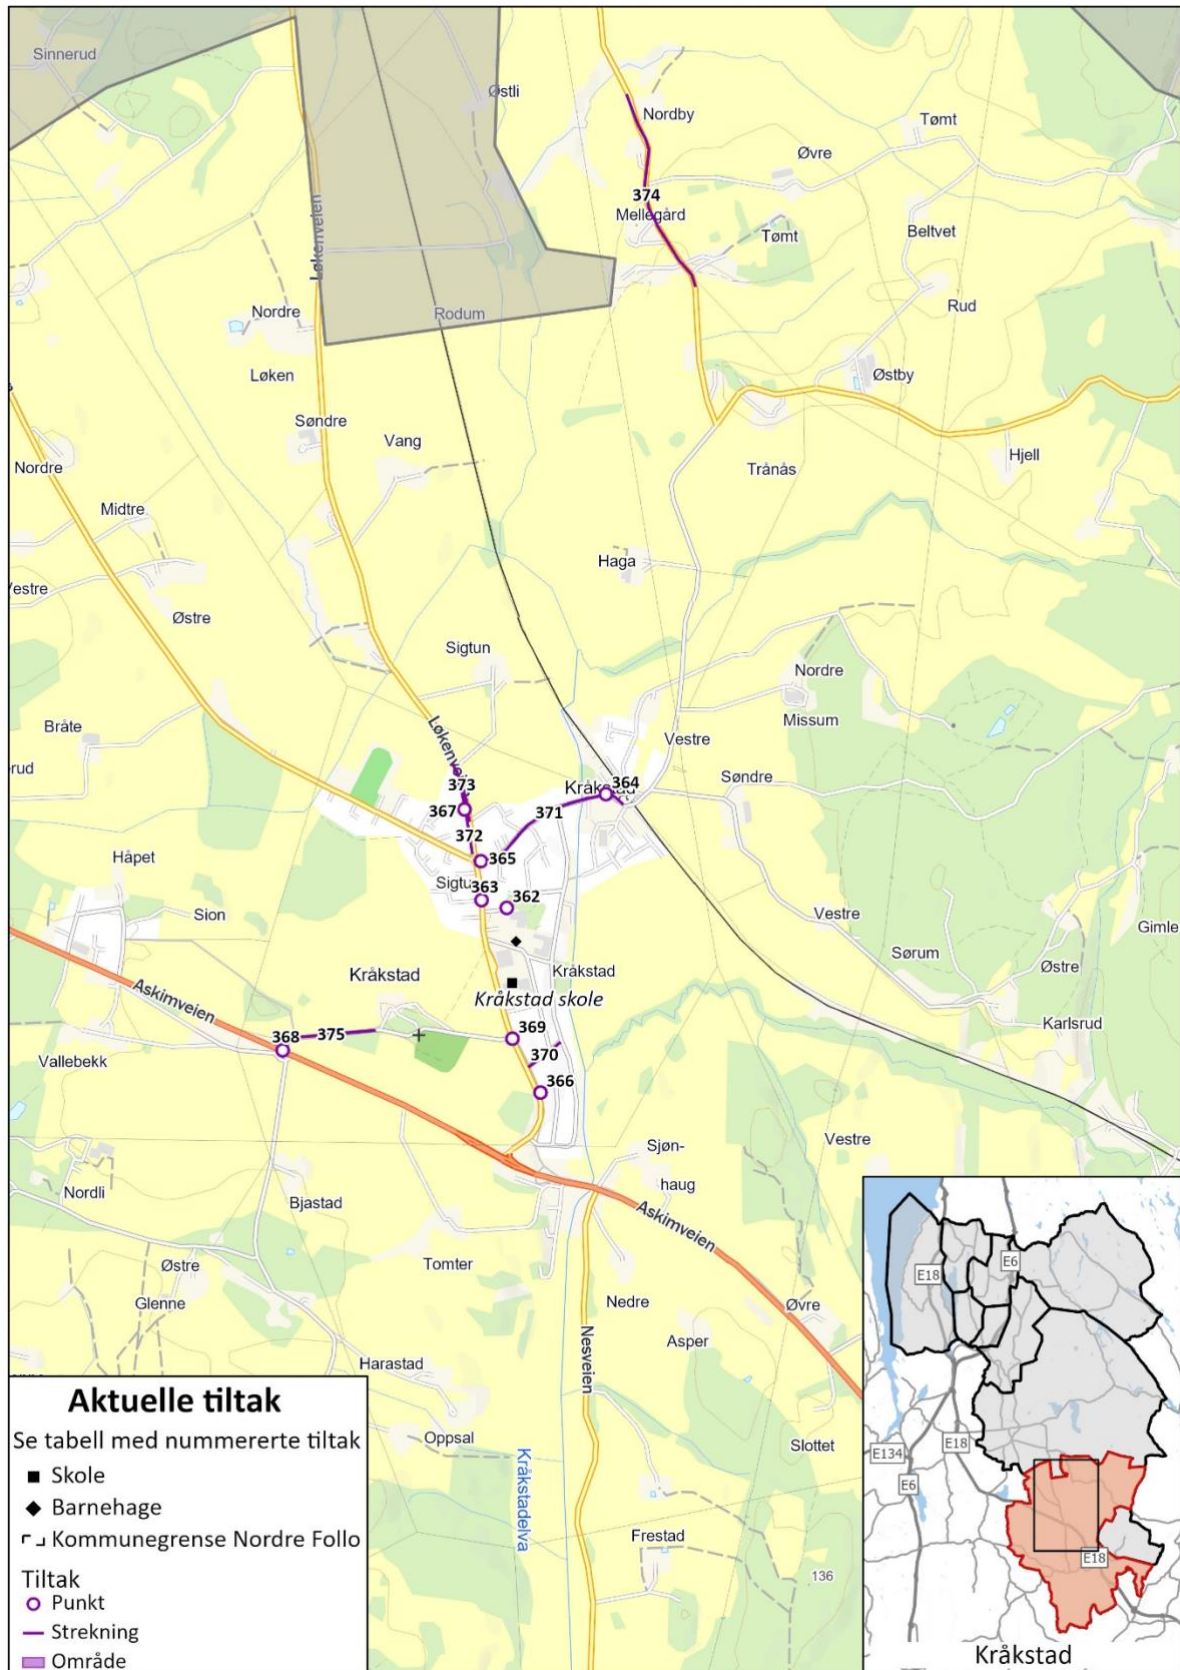 Sinnerud
Østli
Nordby
Tømt
Øvre
374
Mellegård
Tømt
Beltvet
Løkenveien
Nordre
Rodum
Rud
Løken
Østby
Søndre
Vang
Nordre
Hjell
Trånås
Midtre
Haga
Vestre
Østre
Sigtun
Nordre
Missum
Bråte
Løkenvei
Vestre
erud
Søndre
373
Kråkstad
364
367
371
372
365
Håpet
Sigtun
363
362
Sion
Vestre
Gimle
Kråkstad
Kråkstad
Sørum
Østre
Askimveien
Kråkstad skole
369
Karlsrud
368
375
370
Vallebekk
366
Sjøn-
haug
Vestre
Nordli
Bjastad
Askimveien
Østre
Tomter
Glenne
Nedre
Øvre
Asper
Nesveien
Harastad
Oppsal
Slottet
Kråkstadelva
Frestad
136
Aktuelle tiltak
Se tabell med nummererte tiltak
Skole
Barnehage
Kommunegrense Nordre Follo
Tiltak
Punkt
Strekning
Område
E6
E18
E18
E134
E6
E18
Kråkstad